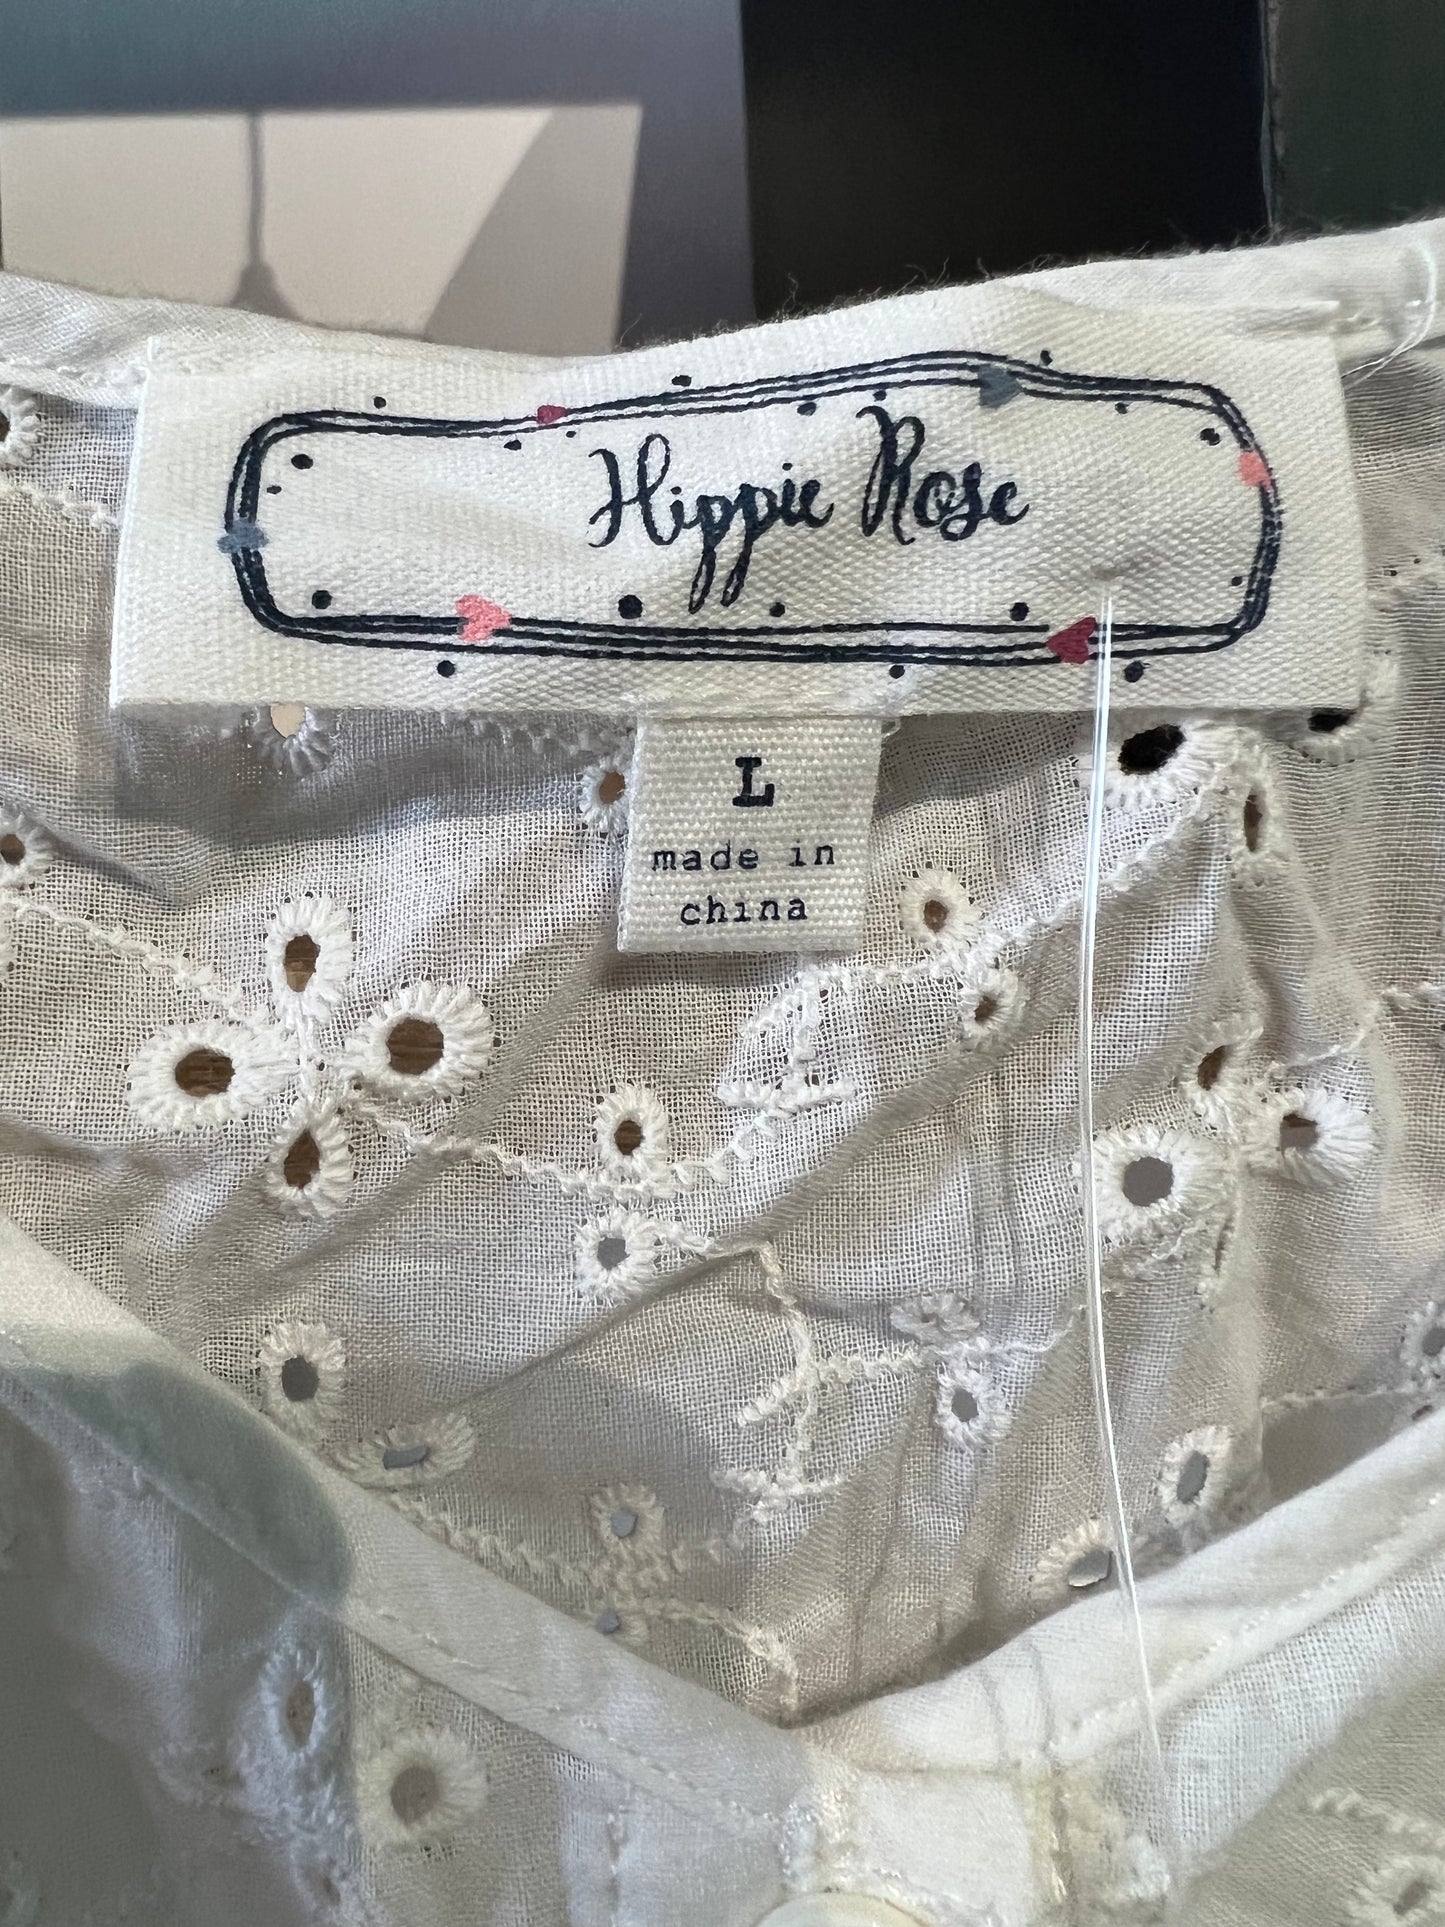 Hippie Rose
L
made in
china